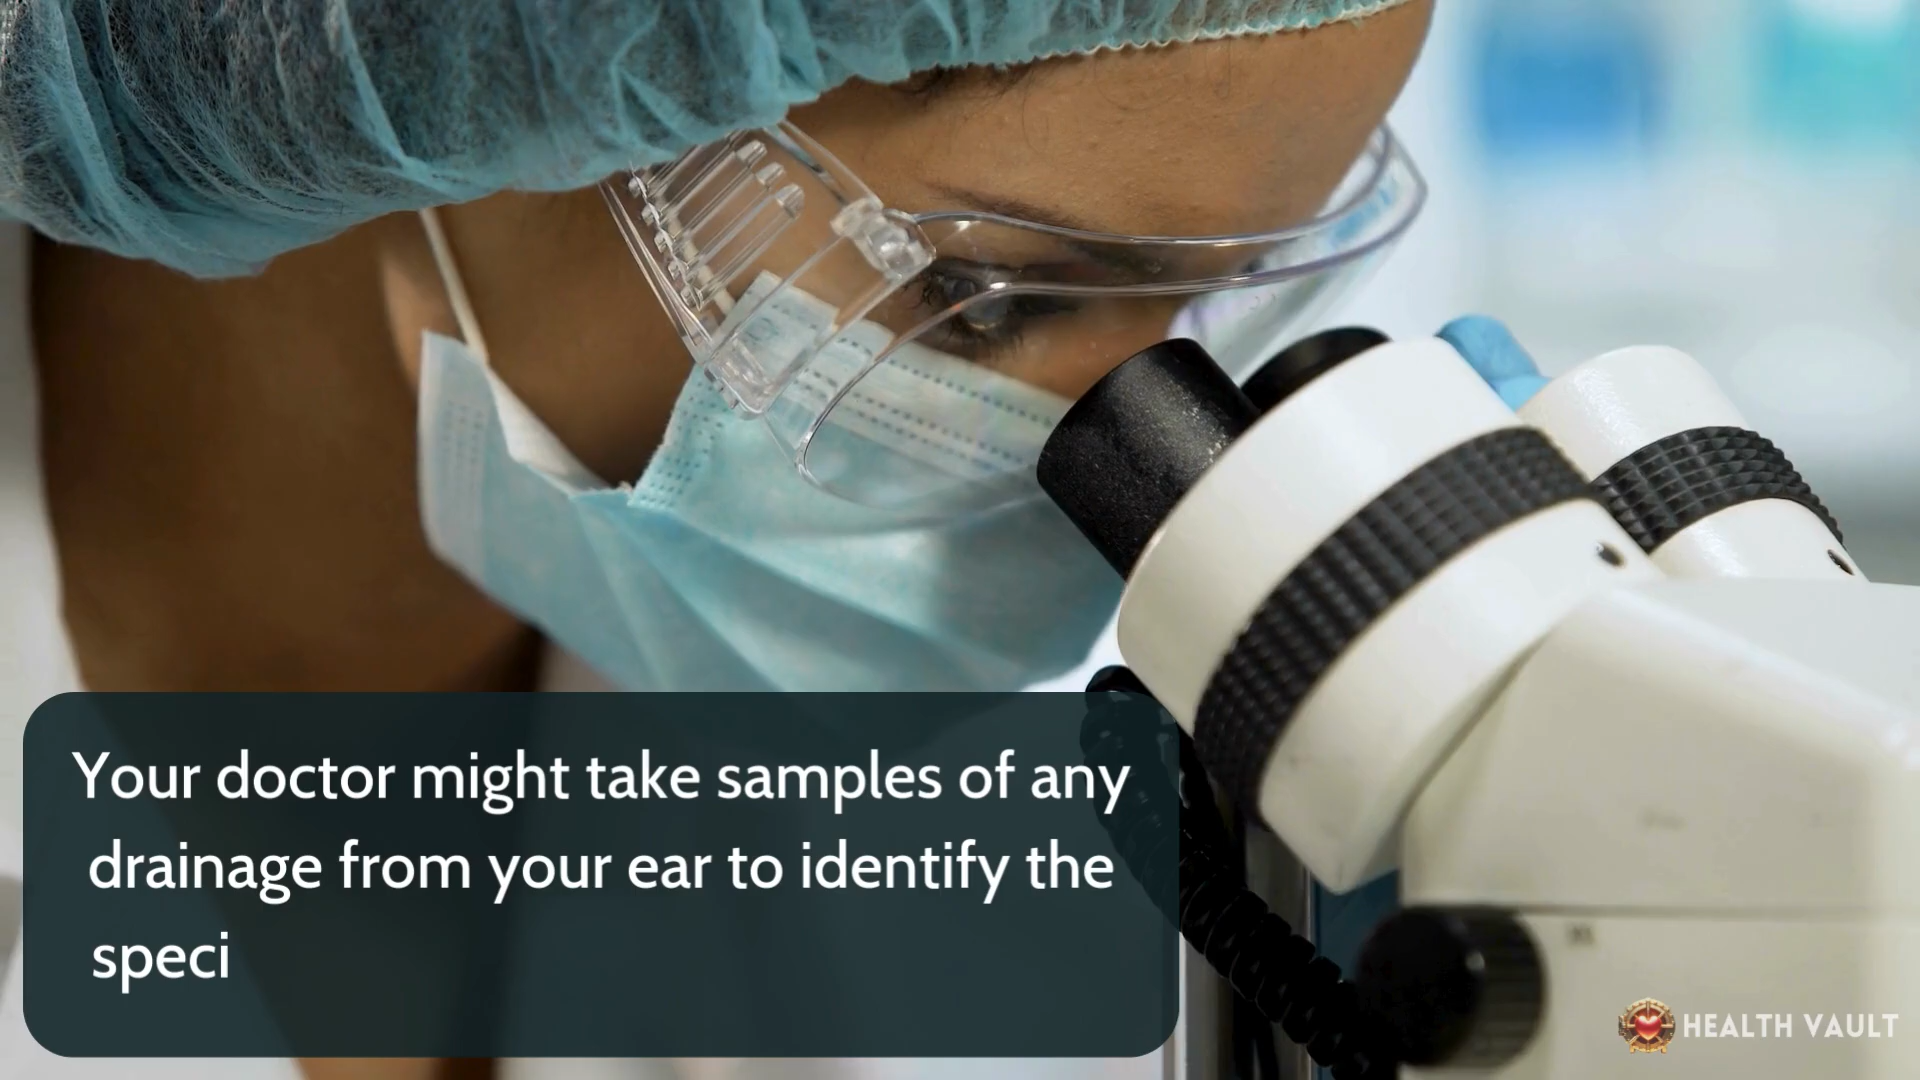 Your doctor might take samples of any
drainage from your ear to identify the
speci
HEALTH VAULT